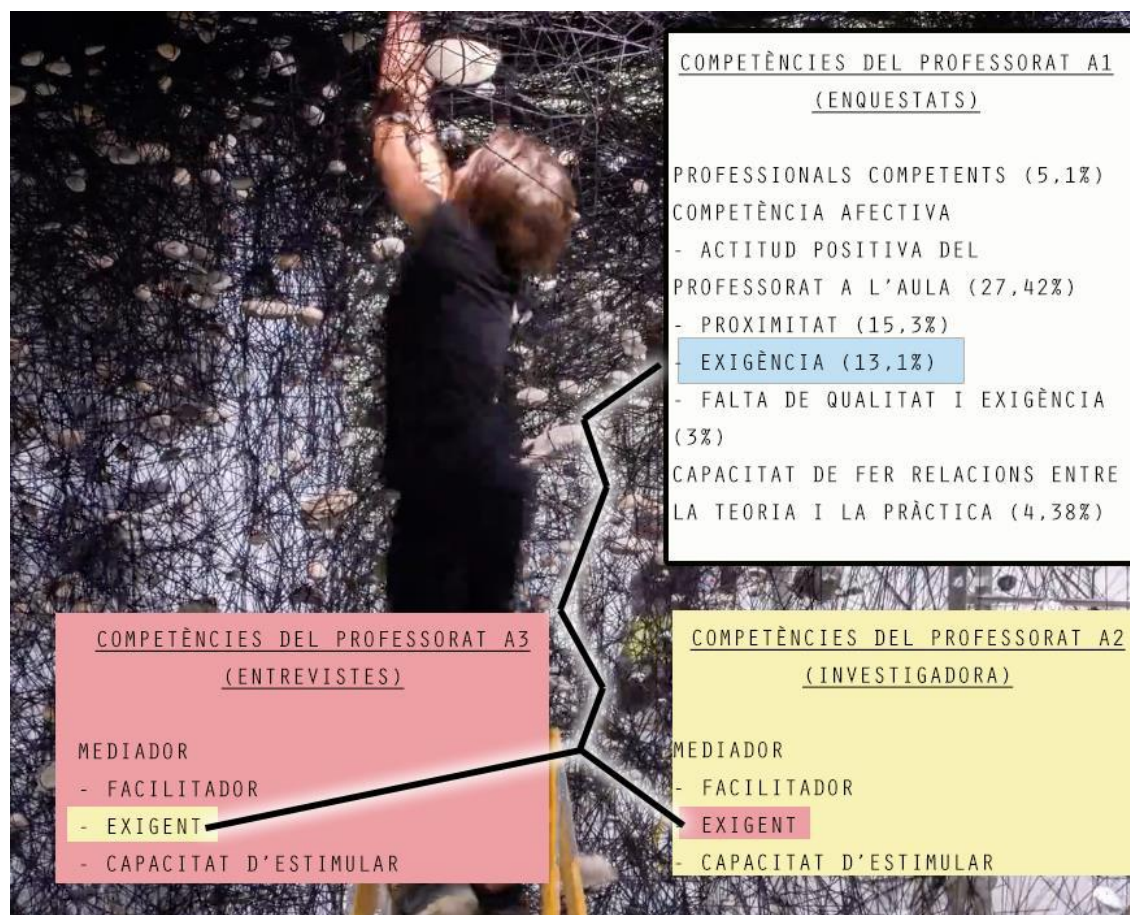 COMPETÈNCIES DEL PROFESSORAT A1
(ENQUESTATS)
PROFESSIONALS COMPETENTS (5,1%)
COMPETÈNCIA AFECTIVA
- ACTITUD POSITIVA DEL
PROFESSORAT A L'AULA (27,42%)
- PROXIMITAT (15,3%)
- EXIGÈNCIA (13,1%)
- FALTA DE QUALITAT I EXIGÈNCIA
(3%)
CAPACITAT DE FER RELACIONS ENTRE
LA TEORIA I LA PRÀCTICA (4,38%)
COMPETÈNCIES DEL PROFESSORAT A3
(ENTREVISTES)
MEDIADOR
- FACILITADOR
- EXIGENT
- CAPACITAT D'ESTIMULAR
COMPETÈNCIES DEL PROFESSORAT A2
(INVESTIGADORA)
MEDIADOR
- FACILITADOR
- EXIGENT
- CAPACITAT D'ESTIMULAR